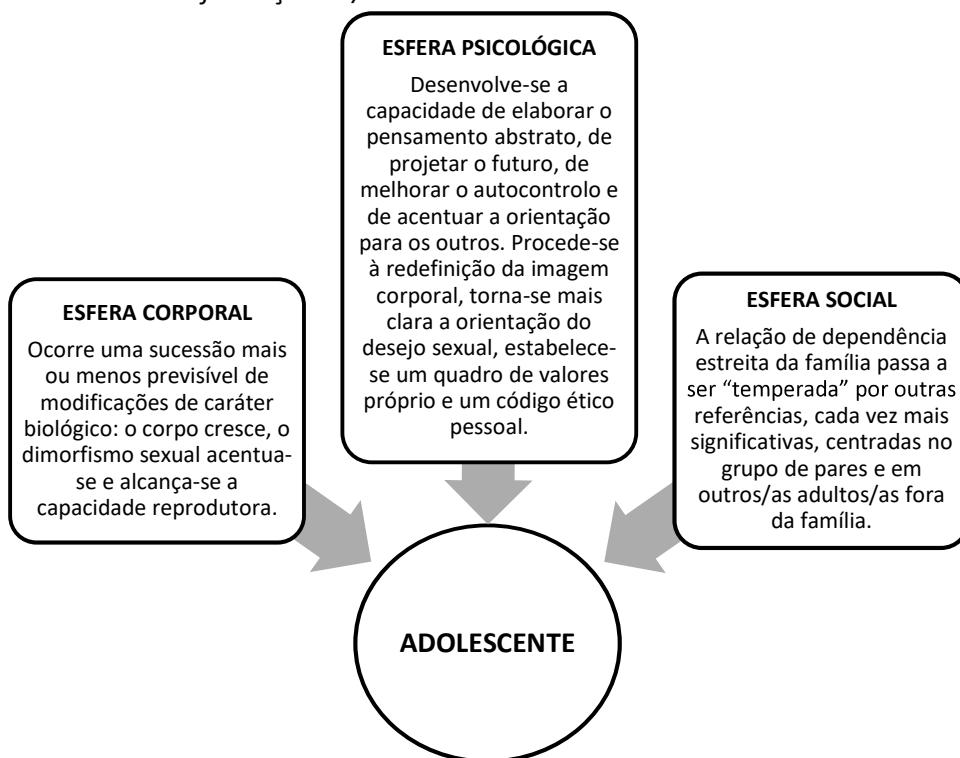 ESFERA PSICOLÓGICA
Desenvolve-se a
capacidade de elaborar o
pensamento abstrato, de
projetar o futuro, de
melhorar o autocontrolo e
de acentuar a orientação
para os outros. Procede-se
à redefinição da imagem
corporal, torna-se mais
clara a orientação do
desejo sexual, estabelece-
se um quadro de valores
próprio e um código ético
pessoal.
ESFERA CORPORAL
Ocorre uma sucessão mais
ou menos previsível de
modificações de caráter
biológico: o corpo cresce, o
dimorfismo sexual acentua-
se e alcança-se a
capacidade reprodutora.
ESFERA SOCIAL
A relação de dependência
estreita da família passa a
ser “temperada” por outras
referências, cada vez mais
significativas, centradas no
grupo de pares e em
outros/as adultos/as fora
da família.
ADOLESCENTE